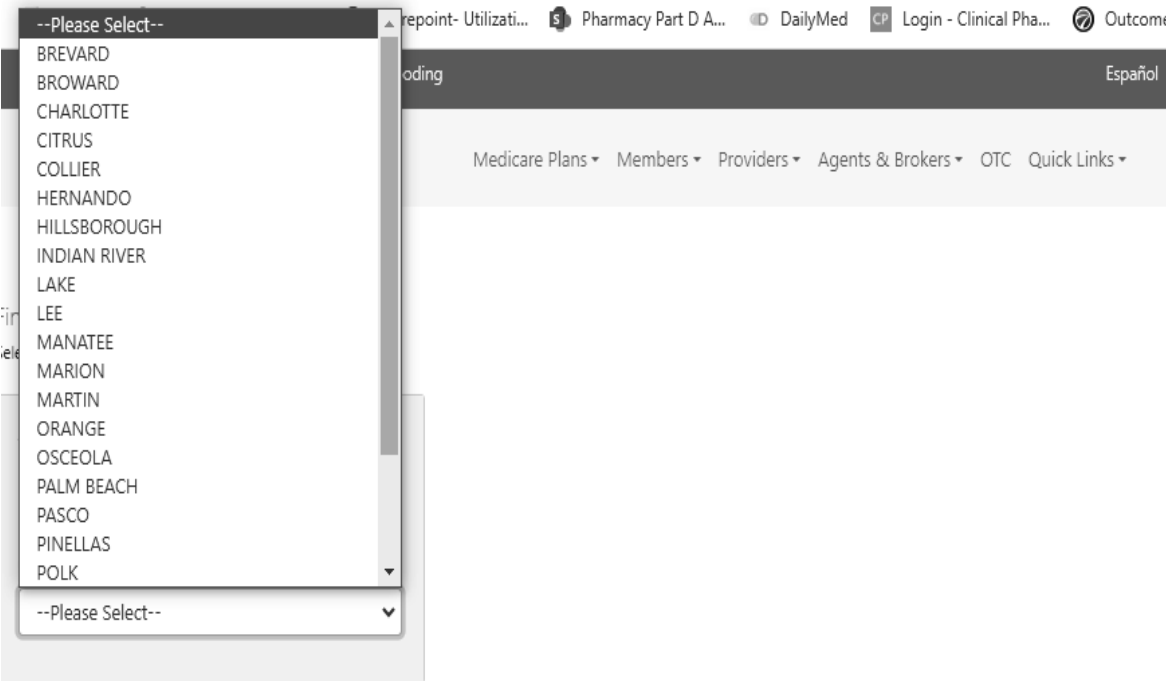 --Please Select--
repoint- Utilizati...
Pharmacy Part D A...
DailyMed
CP
Login - Clinical Pha...
Outcome
BREVARD
BROWARD
oding
Español
CHARLOTTE
CITRUS
COLLIER
Medicare Plans
Members
Providers
Agents & Brokers
OTC
Quick Links
HERNANDO
HILLSBOROUGH
INDIAN RIVER
LAKE
LEE
MANATEE
MARION
MARTIN
ORANGE
OSCEOLA
PALM BEACH
PASCO
PINELLAS
POLK
--Please Select--